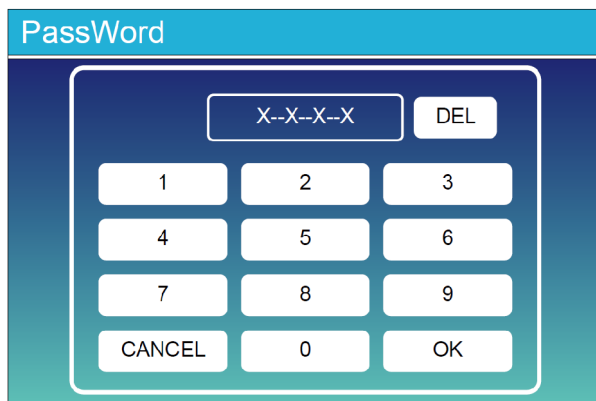 PassWord
X--X--X--X DEL
1 2 3
4 5 6
7 8 9
CANCEL 0 OK